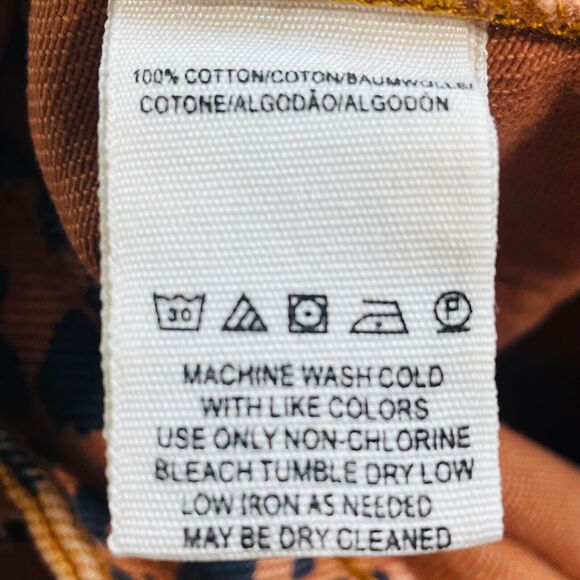 100% COTTON/COTON/BAUMWOLLE/
COTONE/ALGODÃO/ALGODÓN
30 P
MACHINE WASH COLD
WITH LIKE COLORS
USE ONLY NON-CHLORINE
BLEACH TUMBLE DRY LOW
LOW IRON AS NEEDED
MAY BE DRY CLEANED